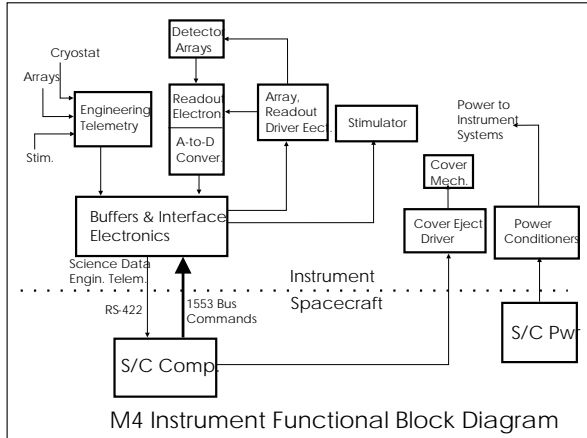 Cryostat
Arrays
Stim.
Engineering
Telemetry
Detector
Arrays
Readout
Electron.
A-to-D
Conver.
Array,
Readout
Driver Eect.
Stimulator
Power to
Instrument
Systems
Cover
Mech.
Buffers & Interface
Electronics
Cover Eject
Driver
Power
Conditioners
Science Data
Engin. Telem.
Instrument
Spacecraft
RS-422
1553 Bus
Commands
S/C Comp.
S/C Pwr
M4 Instrument Functional Block Diagram